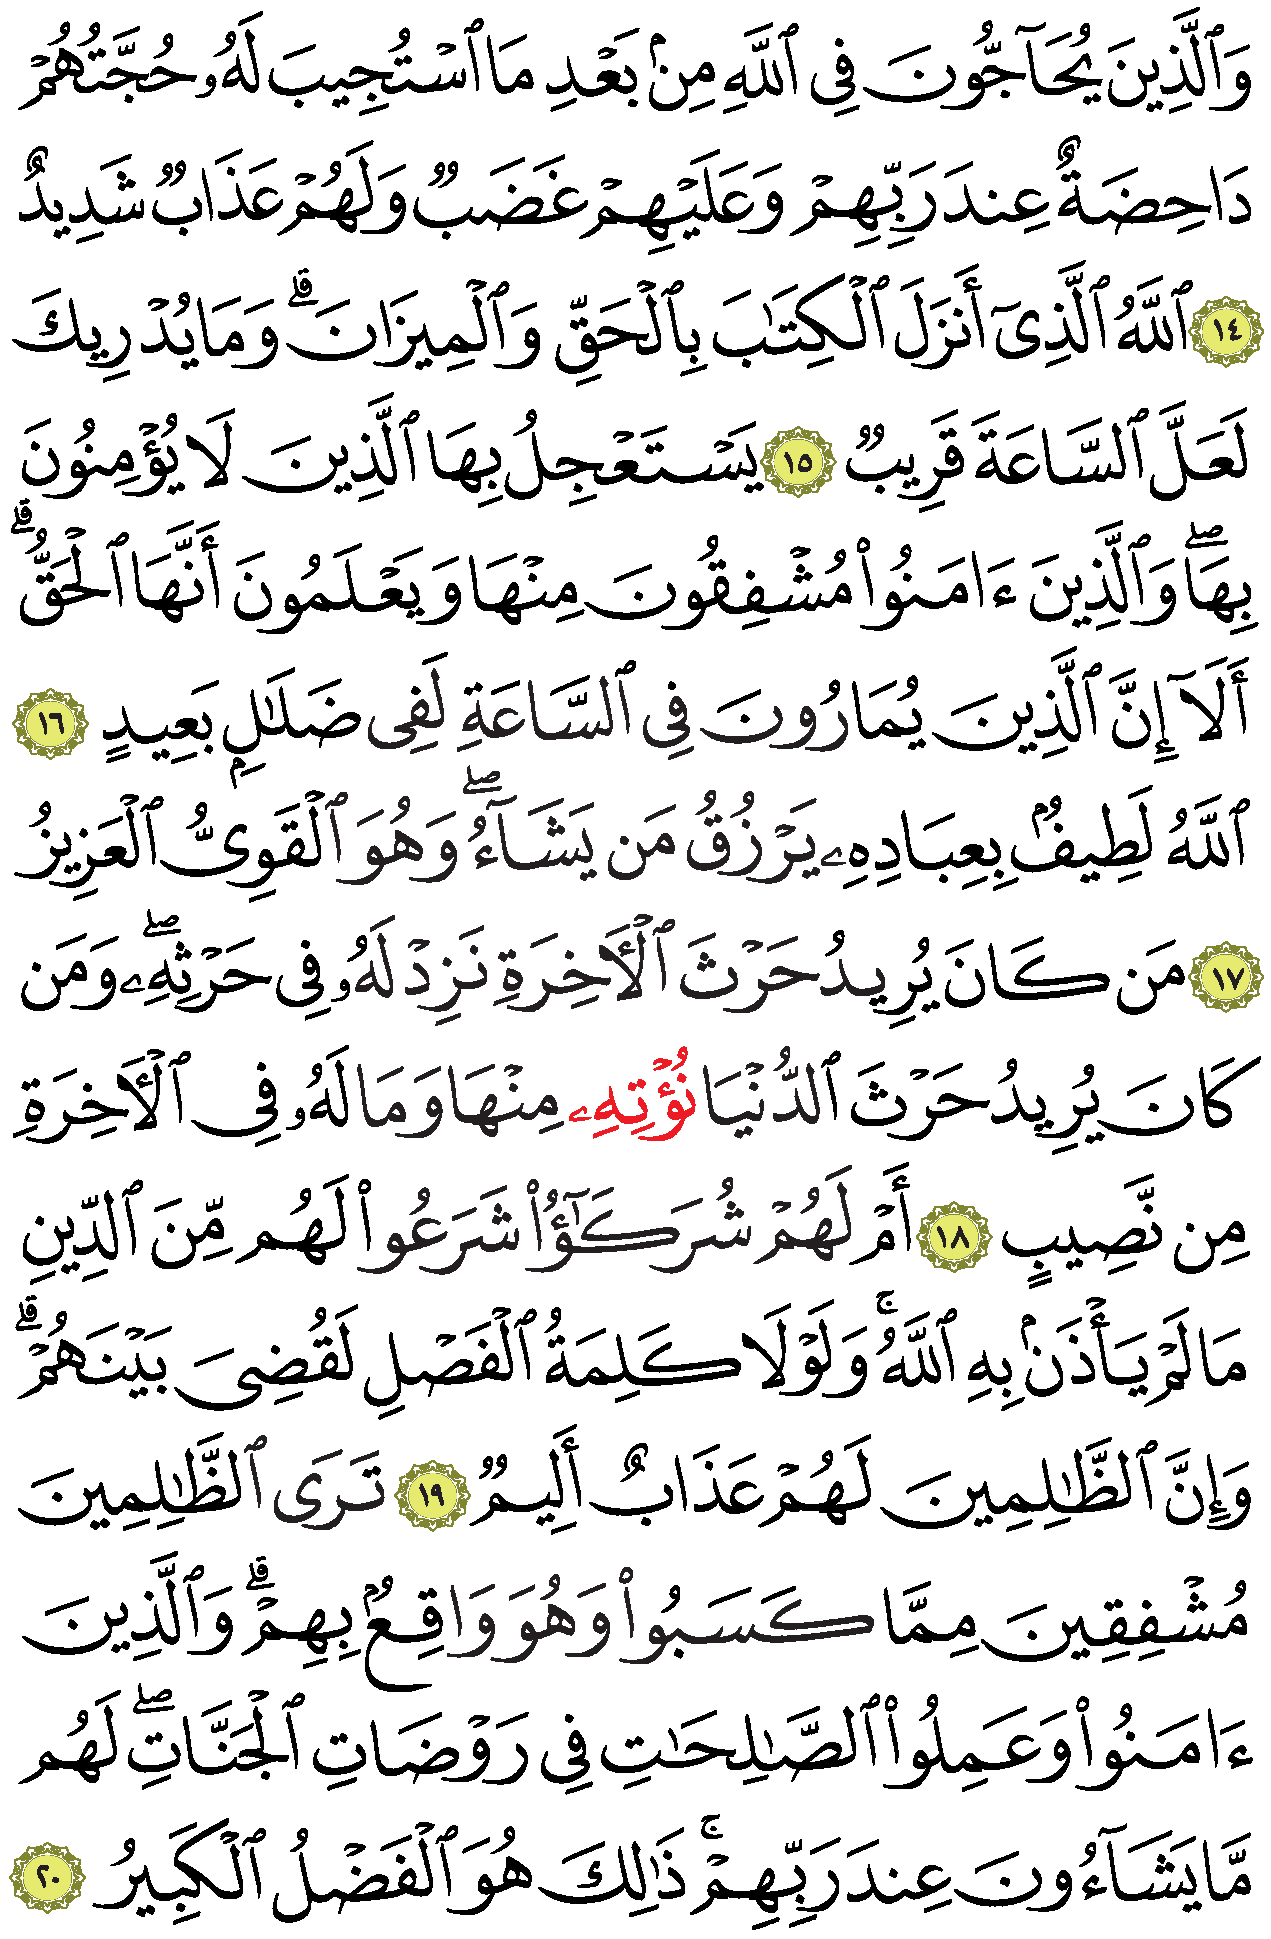 وَٱلَّذِينَ يُحَآجُّونَ فِى ٱللَّهِ مِنۢ بَعْدِ مَا ٱسْتُجِيبَ لَهُۥ حُجَّتُهُمْ
دَاحِضَةٌ عِندَ رَبِّهِمْ وَعَلَيْهِمْ غَضَبٌ وَلَهُمْ عَذَابٌ شَدِيدٌ
١٤ ٱللَّهُ ٱلَّذِىٓ أَنزَلَ ٱلْكِتَٰبَ بِٱلْحَقِّ وَٱلْمِيزَانَ ۗ وَمَا يُدْرِيكَ
لَعَلَّ ٱلسَّاعَةَ قَرِيبٌ ١٥ يَسْتَعْجِلُ بِهَا ٱلَّذِينَ لَا يُؤْمِنُونَ
بِهَا ۖ وَٱلَّذِينَ ءَامَنُوا۟ مُشْفِقُونَ مِنْهَا وَيَعْلَمُونَ أَنَّهَا ٱلْحَقُّ ۗ
أَلَآ إِنَّ ٱلَّذِينَ يُمَارُونَ فِى ٱلسَّاعَةِ لَفِى ضَلَٰلٍۭ بَعِيدٍ ١٦
ٱللَّهُ لَطِيفٌۢ بِعِبَادِهِۦ يَرْزُقُ مَن يَشَآءُ ۖ وَهُوَ ٱلْقَوِىُّ ٱلْعَزِيزُ
١٧ مَن كَانَ يُرِيدُ حَرْثَ ٱلْأَخِرَةِ نَزِدْ لَهُۥ فِى حَرْثِهِۦ ۖ وَمَن
كَانَ يُرِيدُ حَرْثَ ٱلدُّنْيَا نُؤْتِهِۦ مِنْهَا وَمَا لَهُۥ فِى ٱلْأَخِرَةِ
مِن نَّصِيبٍ ١٨ أَمْ لَهُمْ شُرَكَٰٓؤُا۟ شَرَعُوا۟ لَهُم مِّنَ ٱلدِّينِ
مَا لَمْ يَأْذَنۢ بِهِ ٱللَّهُ ۚ وَلَوْلَا كَلِمَةُ ٱلْفَصْلِ لَقُضِىَ بَيْنَهُمْ ۗ
وَإِنَّ ٱلظَّٰلِمِينَ لَهُمْ عَذَابٌ أَلِيمٌ ١٩ تَرَى ٱلظَّٰلِمِينَ
مُشْفِقِينَ مِمَّا كَسَبُوا۟ وَهُوَ وَاقِعٌۢ بِهِمْ ۗ وَٱلَّذِينَ
ءَامَنُوا۟ وَعَمِلُوا۟ ٱلصَّٰلِحَٰتِ فِى رَوْضَاتِ ٱلْجَنَّاتِ ۖ لَهُم
مَّا يَشَآءُونَ عِندَ رَبِّهِمْ ۚ ذَٰلِكَ هُوَ ٱلْفَضْلُ ٱلْكَبِيرُ ٢٠